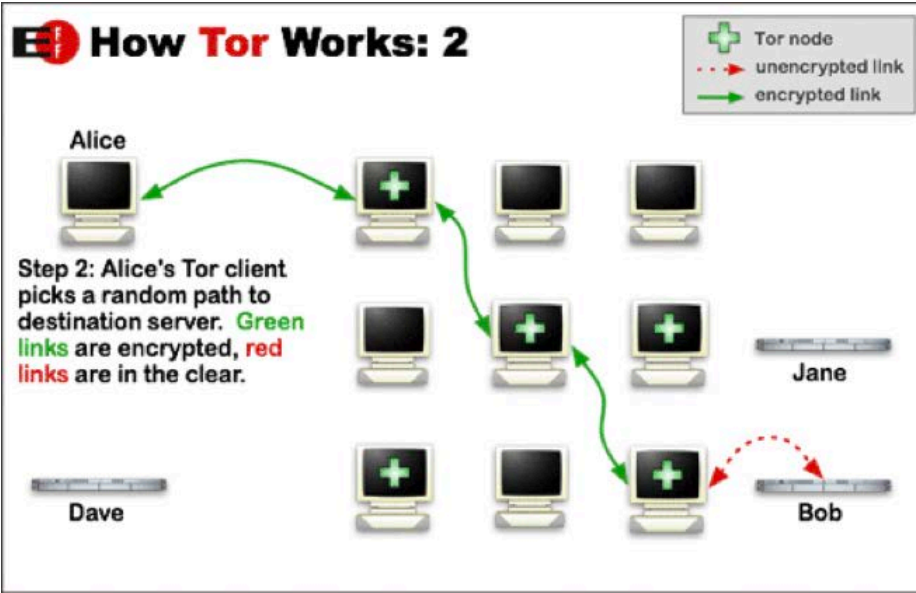 EFF How Tor Works: 2
Tor node
unencrypted link
encrypted link
Alice
Step 2: Alice's Tor client
picks a random path to
destination server. Green
links are encrypted, red
links are in the clear.
Jane
Dave
Bob